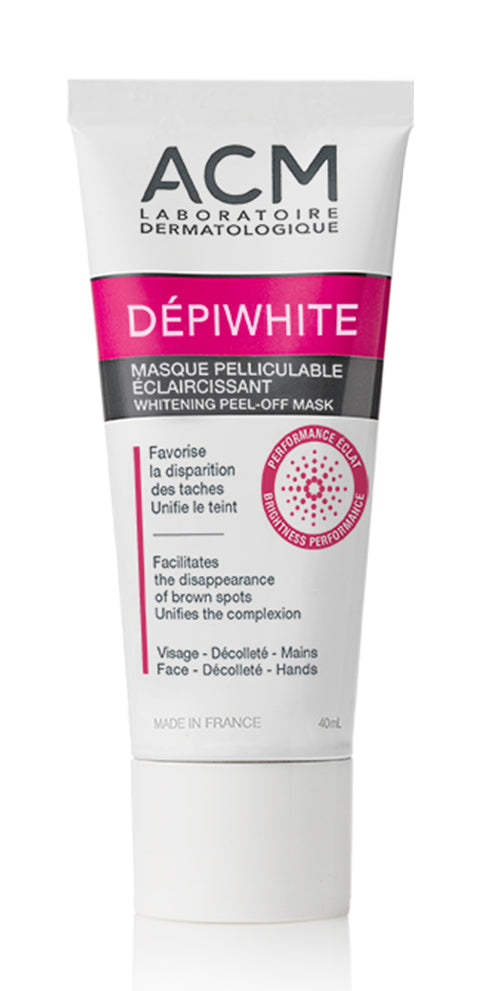 ACM
LABORATOIRE
DERMATOLOGIQUE
DÉPIWHITE
MASQUE PELLICULABLE
ÉCLAIRCISSANT
WHITENING PEEL-OFF MASK
PERFORMANCE ÉCLAT
BRIGHTNESS PERFORMANCE
Favorise
la disparition
des taches
Unifie le teint
Facilitates
the disappearance
of brown spots
Unifies the complexion
Visage - Décolleté - Mains
Face - Décolleté - Hands
MADE IN FRANCE 40mL